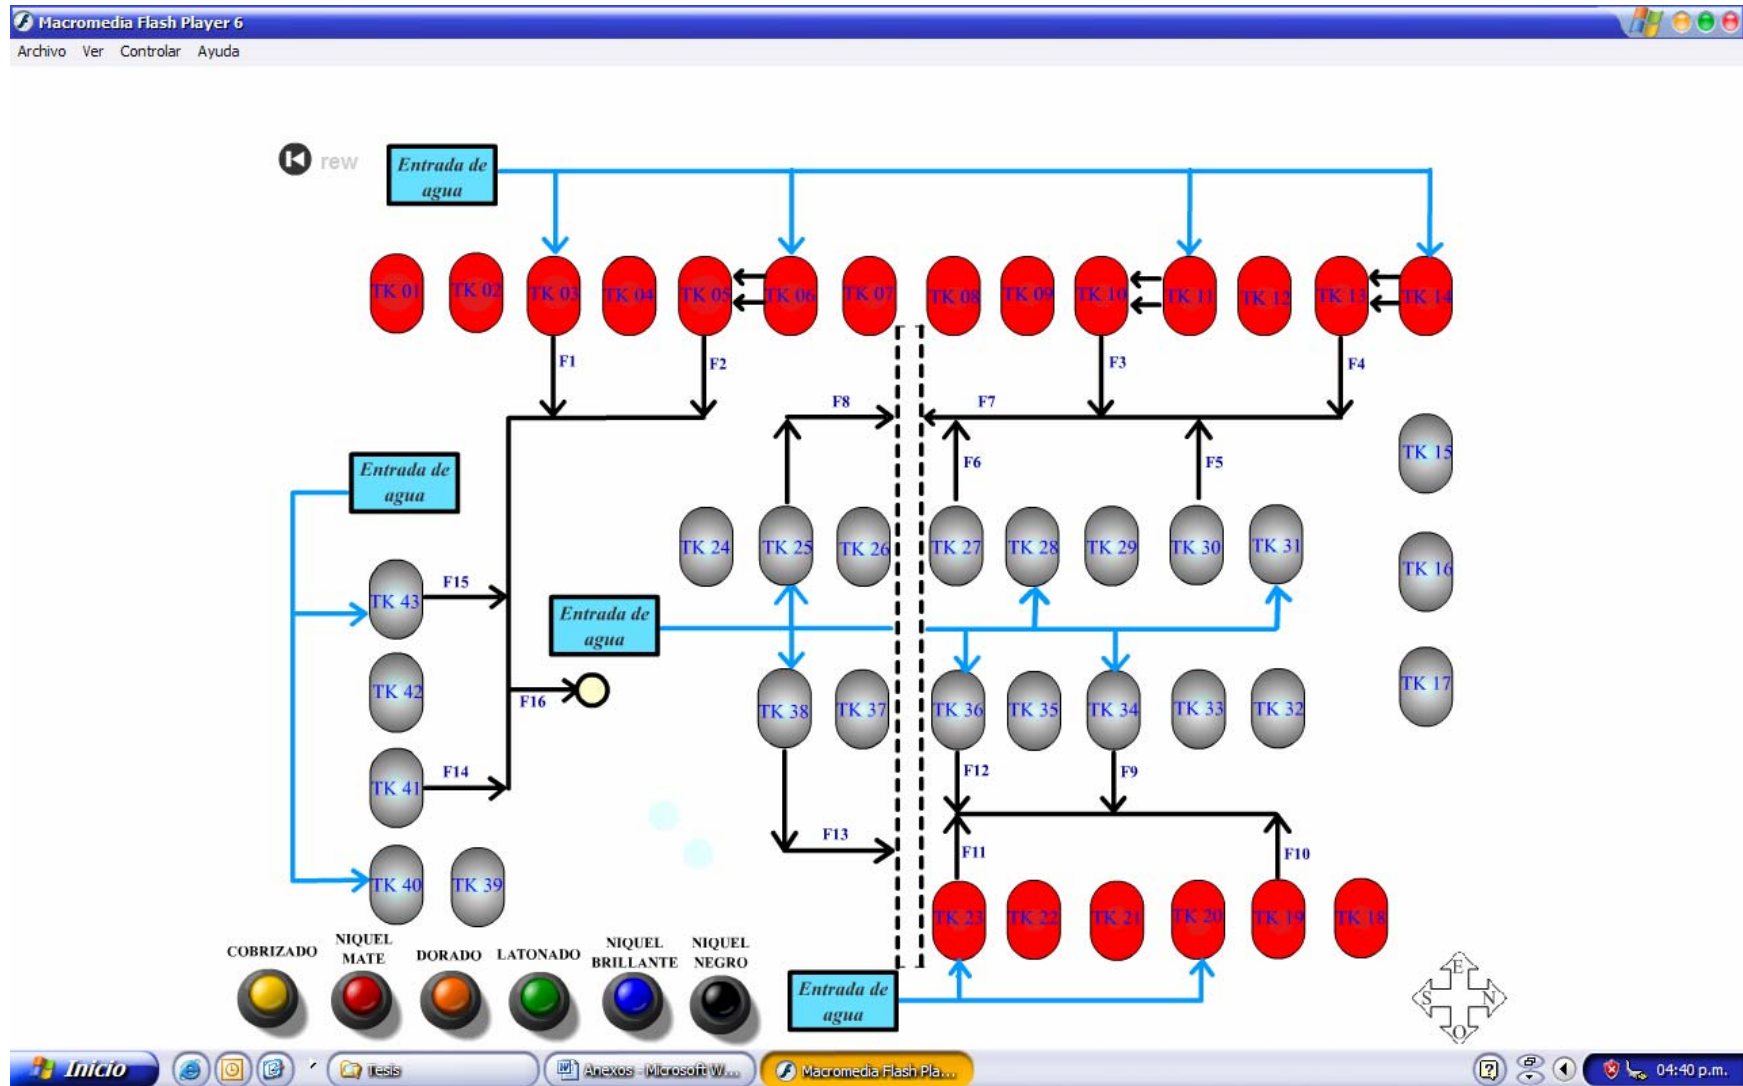 Macromedia Flash Player 6
Archivo Ver Controlar Ayuda
rew
Entrada de
agua
TK 01 TK 02 TK 03 TK 04 TK 05 TK 06 TK 07 TK 08 TK 09 TK 10 TK 11 TK 12 TK 13 TK 14
F1 F2 F3 F4
F8 F7
Entrada de
agua
F6 F5
TK 15
TK 24 TK 25 TK 26 TK 27 TK 28 TK 29 TK 30 TK 31
TK 16
F15
TK 43
Entrada de
agua
TK 42
F16
TK 38 TK 37 TK 36 TK 35 TK 34 TK 33 TK 32
TK 17
F14
TK 41
F12 F9
F13
F11 F10
TK 40 TK 39
TK 23 TK 22 TK 21 TK 20 TK 19 TK 18
COBRIZADO
NIQUEL
MATE
DORADO
LATONADO
NIQUEL
BRILLANTE
NIQUEL
NEGRO
Entrada de
agua
E
S N
O
Inicio
Tesis
Anexos - Microsoft W...
Macromedia Flash Pla...
04:40 p.m.